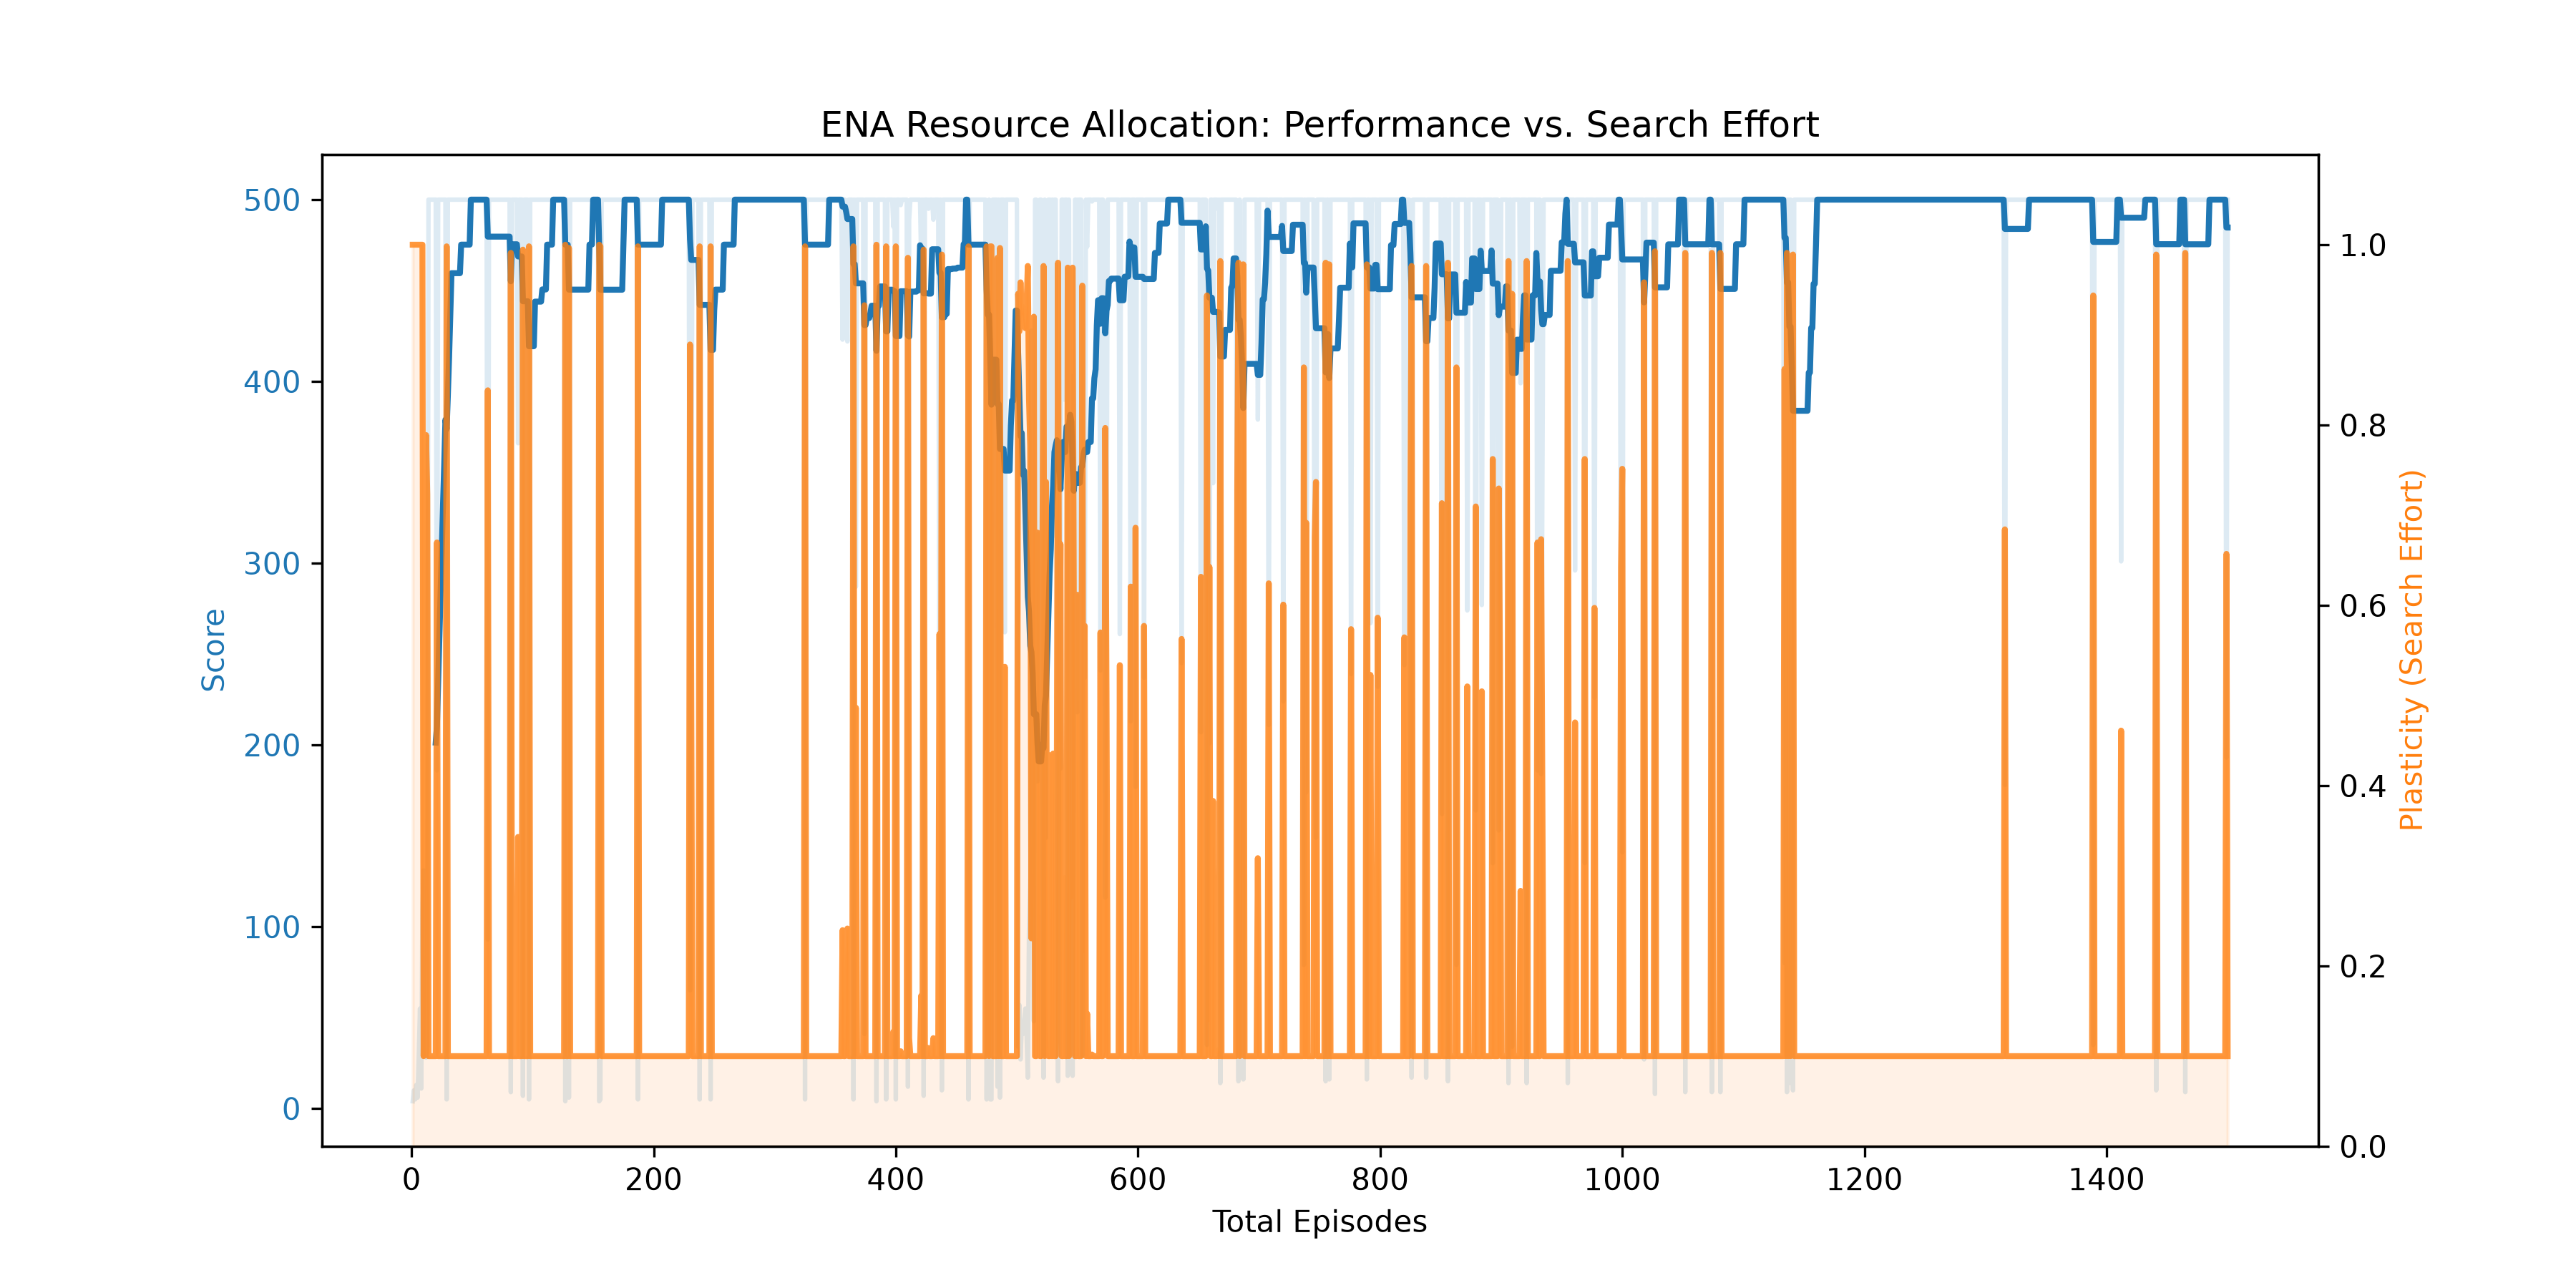 ENA Resource Allocation: Performance vs. Search Effort
500
400
300
200
100
0
Score
1.0
0.8
0.6
0.4
0.2
0.0
Plasticity (Search Effort)
0 200 400 600 800 1000 1200 1400
Total Episodes